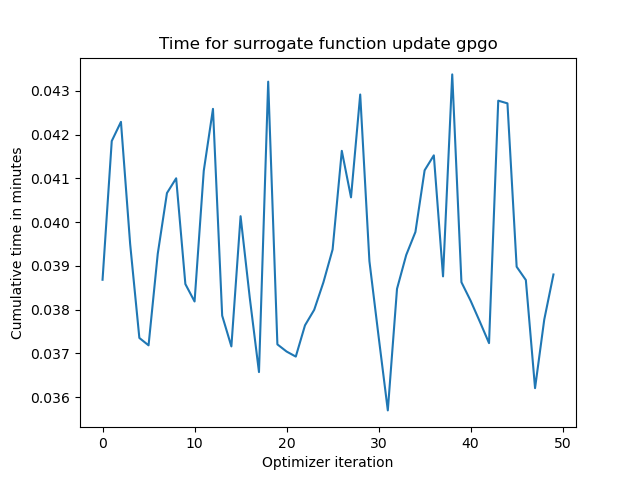 Time for surrogate function update gpgo
Cumulative time in minutes
0.043
0.042
0.041
0.040
0.039
0.038
0.037
0.036
0 10 20 30 40 50
Optimizer iteration